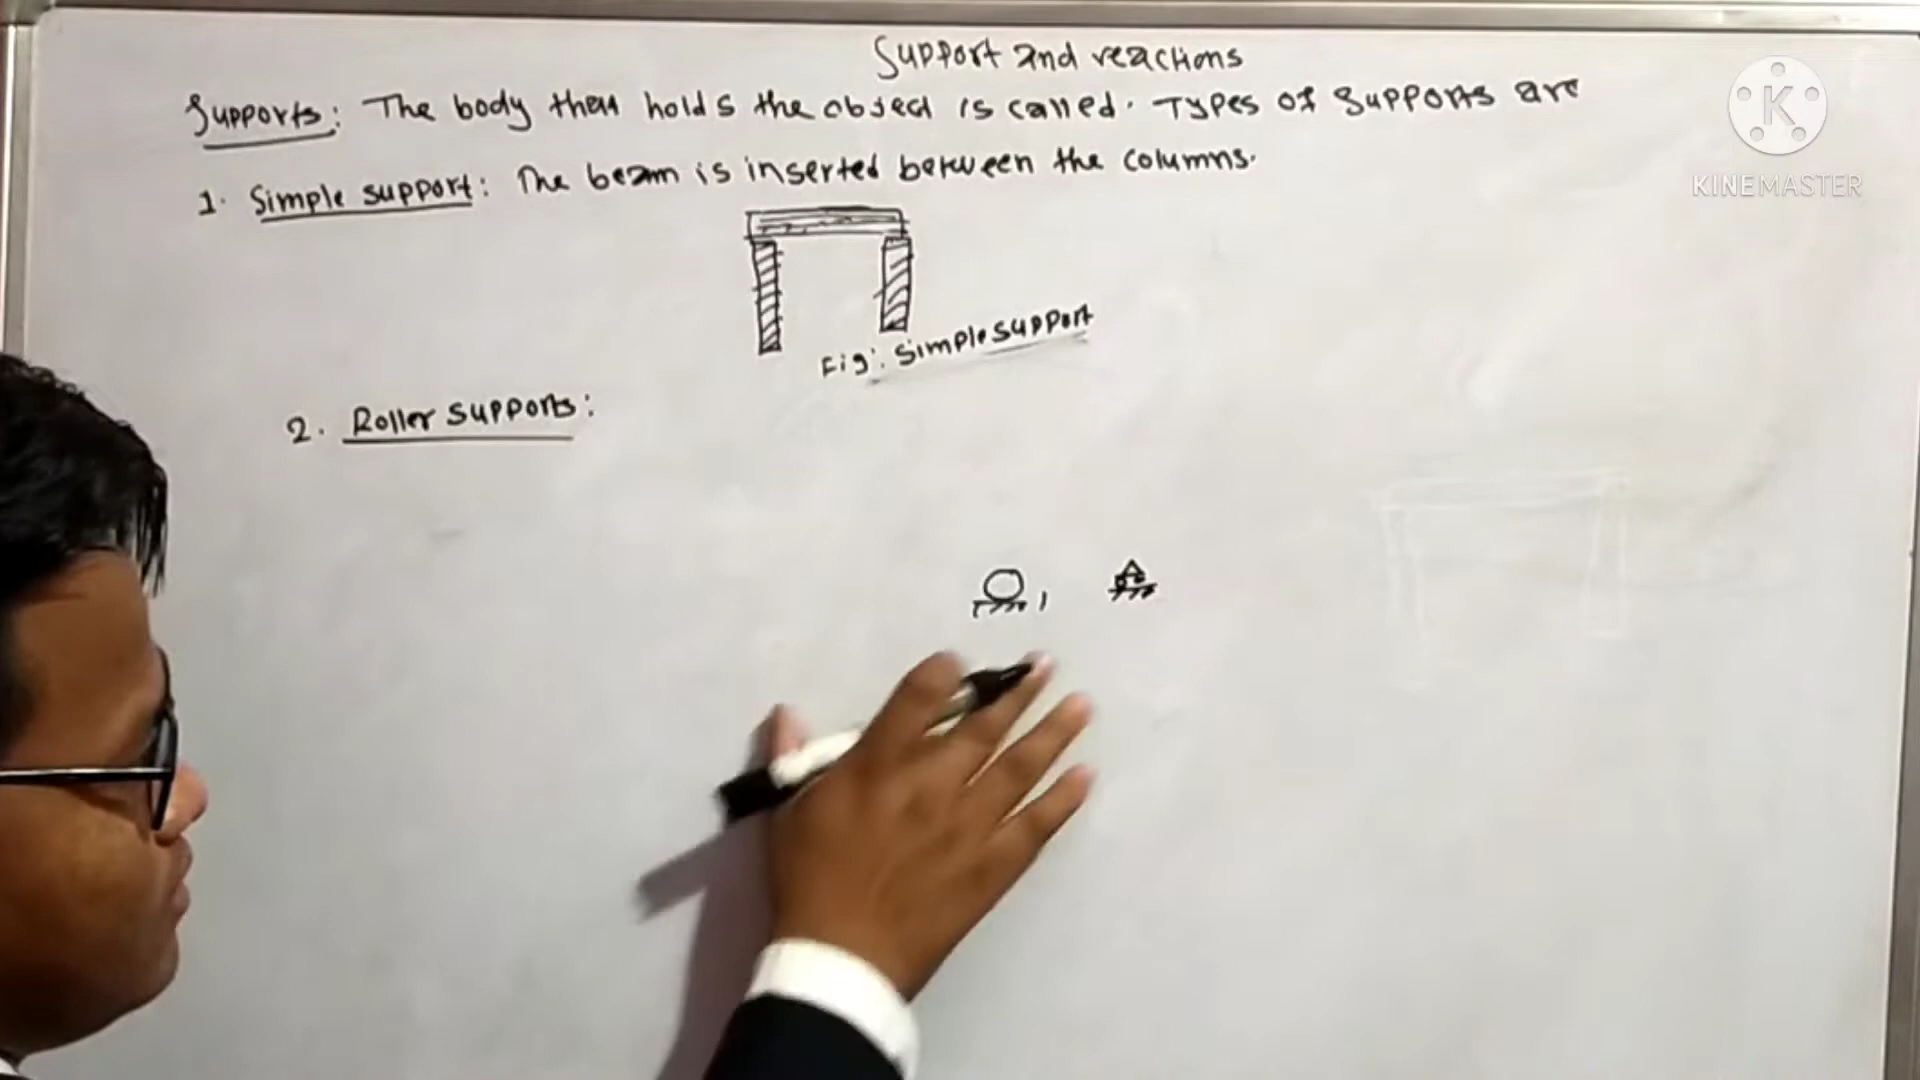 Support and reactions
Supports: The body that holds the object is called. Types of supports are
1. Simple support: The beam is inserted between the columns.
Fig: Simple support
2. Roller supports:
K
KINEMASTER